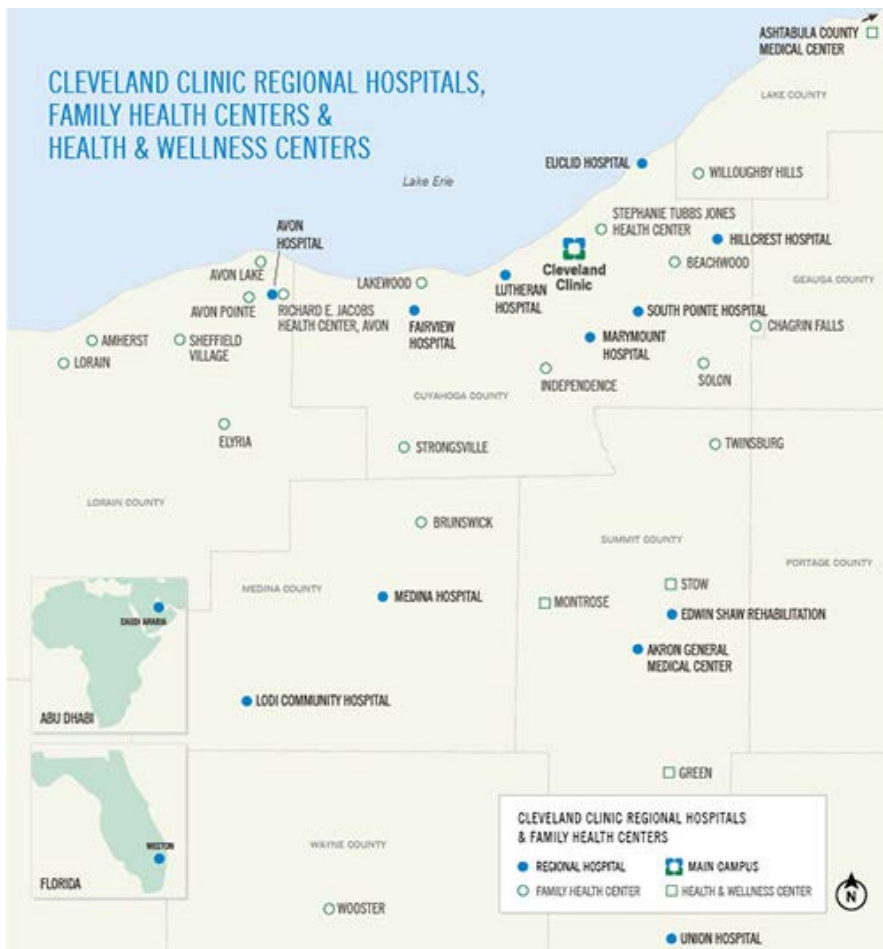 ASHTABULA COUNTY
MEDICAL CENTER
CLEVELAND CLINIC REGIONAL HOSPITALS,
FAMILY HEALTH CENTERS &
HEALTH & WELLNESS CENTERS
LAKE COUNTY
EUCLID HOSPITAL
WILLOUGHBY HILLS
Lake Erie
STEPHANIE TUBBS JONES
HEALTH CENTER
AVON
HOSPITAL
HILLCREST HOSPITAL
Cleveland
Clinic
BEACHWOOD
AVON LAKE
LAKEWOOD
LUTHERAN
HOSPITAL
GEAUGA COUNTY
AVON POINTE
RICHARD E. JACOBS
HEALTH CENTER, AVON
FAIRVIEW
HOSPITAL
SOUTH POINTE HOSPITAL
CHAGRIN FALLS
AMHERST
SHEFFIELD
VILLAGE
MARYMOUNT
HOSPITAL
LORAIN
INDEPENDENCE
SOLON
CUYAHOGA COUNTY
ELYRIA
STRONGSVILLE
TWINSBURG
LORAIN COUNTY
BRUNSWICK
SUMMIT COUNTY
PORTAGE COUNTY
MEDINA COUNTY
MEDINA HOSPITAL
MONTROSE
STOW
EDWIN SHAW REHABILITATION
SAUDI ARABIA
AKRON GENERAL
MEDICAL CENTER
LODI COMMUNITY HOSPITAL
ABU DHABI
GREEN
WESTON
FLORIDA
WAYNE COUNTY
WOOSTER
CLEVELAND CLINIC REGIONAL HOSPITALS
& FAMILY HEALTH CENTERS
REGIONAL HOSPITAL
MAIN CAMPUS
FAMILY HEALTH CENTER
HEALTH & WELLNESS CENTER
N
UNION HOSPITAL